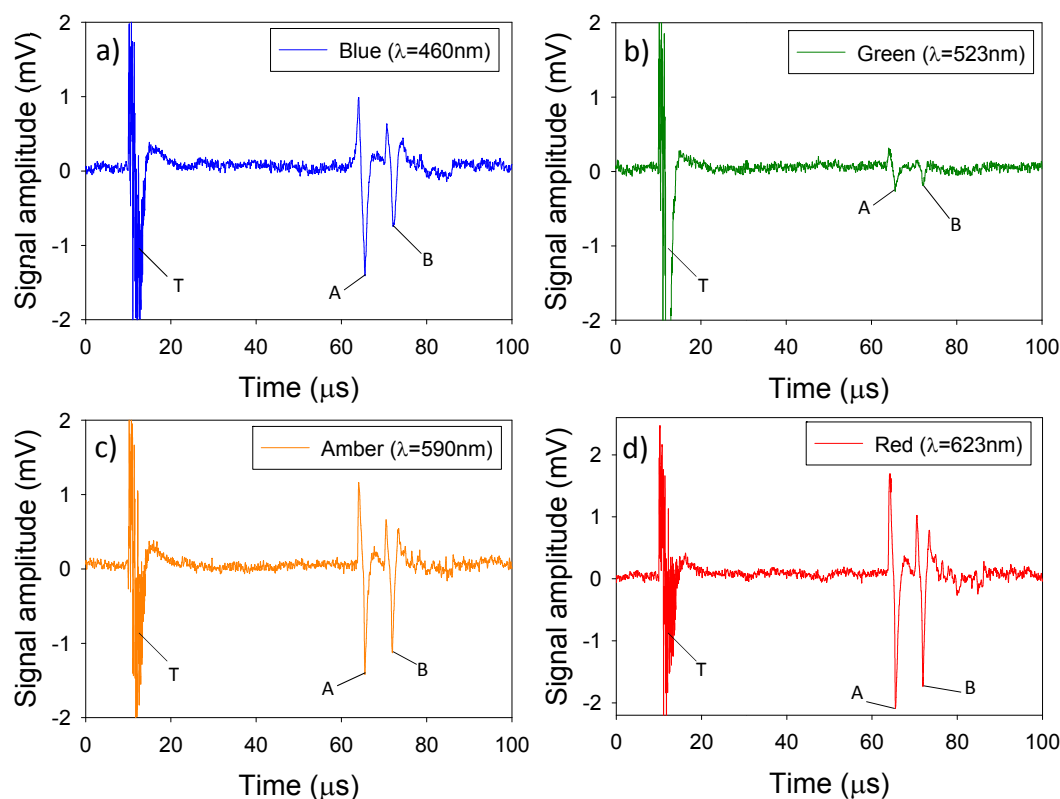 a)
Blue (λ=460nm)
Signal amplitude (mV)
2
1
0
-1
-2
T
A
B
0 20 40 60 80 100
Time (μs)
b)
Green (λ=523nm)
Signal amplitude (mV)
2
1
0
-1
-2
T
A
B
0 20 40 60 80 100
Time (μs)
c)
Amber (λ=590nm)
Signal amplitude (mV)
2
1
0
-1
-2
T
A
B
0 20 40 60 80 100
Time (μs)
d)
Red (λ=623nm)
Signal amplitude (mV)
2
1
0
-1
-2
T
A
B
0 20 40 60 80 100
Time (μs)